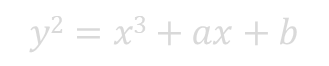 y² = x³ + ax + b